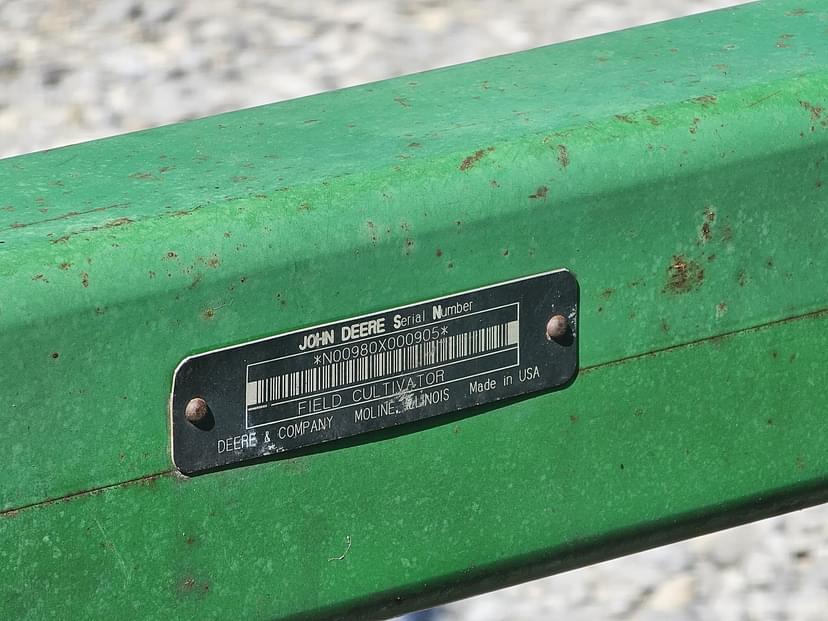 JOHN DEERE Serial Number
*N00980X000905*
FIELD CULTIVATOR
DEERE & COMPANY MOLINE, ILLINOIS Made in USA